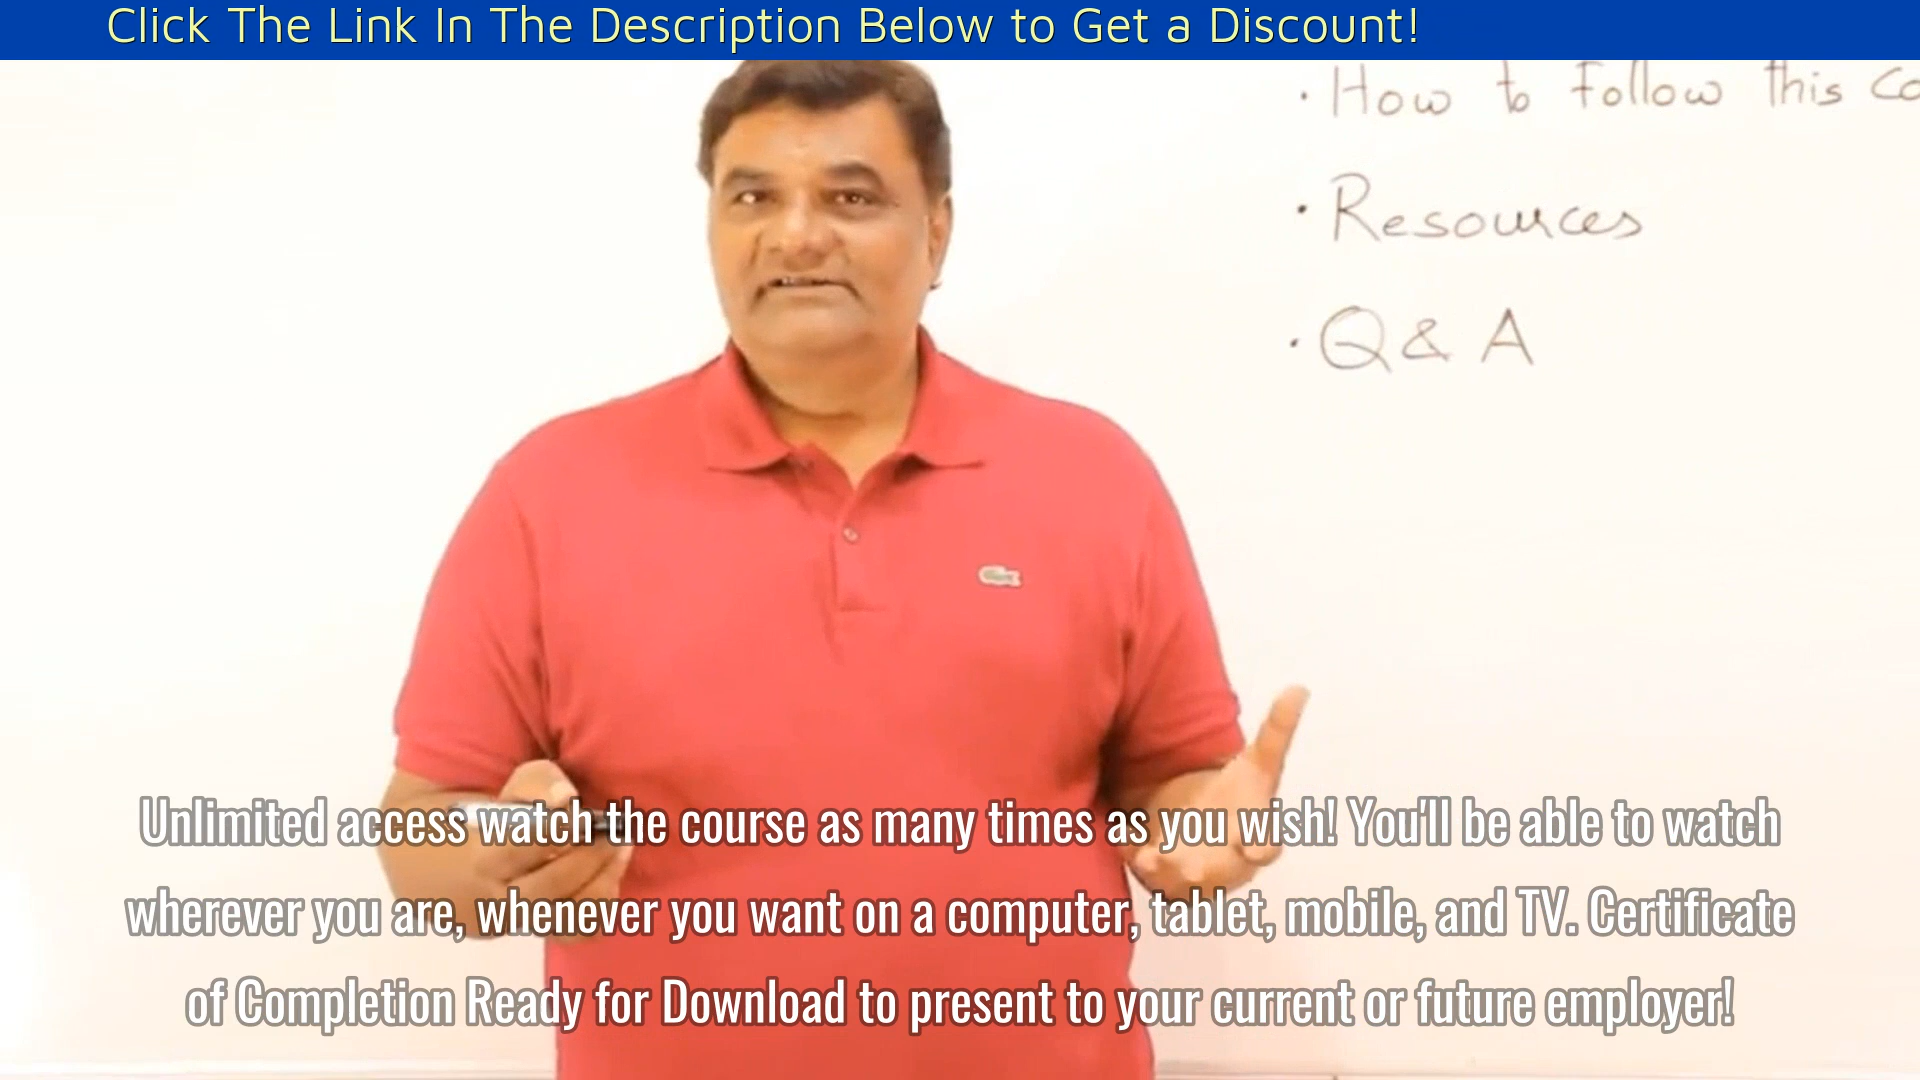 Click The Link In The Description Below to Get a Discount!
• How to Follow this
• Resources
• Q & A
Unlimited access watch the course as many times as you wish! You'll be able to watch
wherever you are, whenever you want on a computer, tablet, mobile, and TV. Certificate
of Completion Ready for Download to present to your current or future employer!